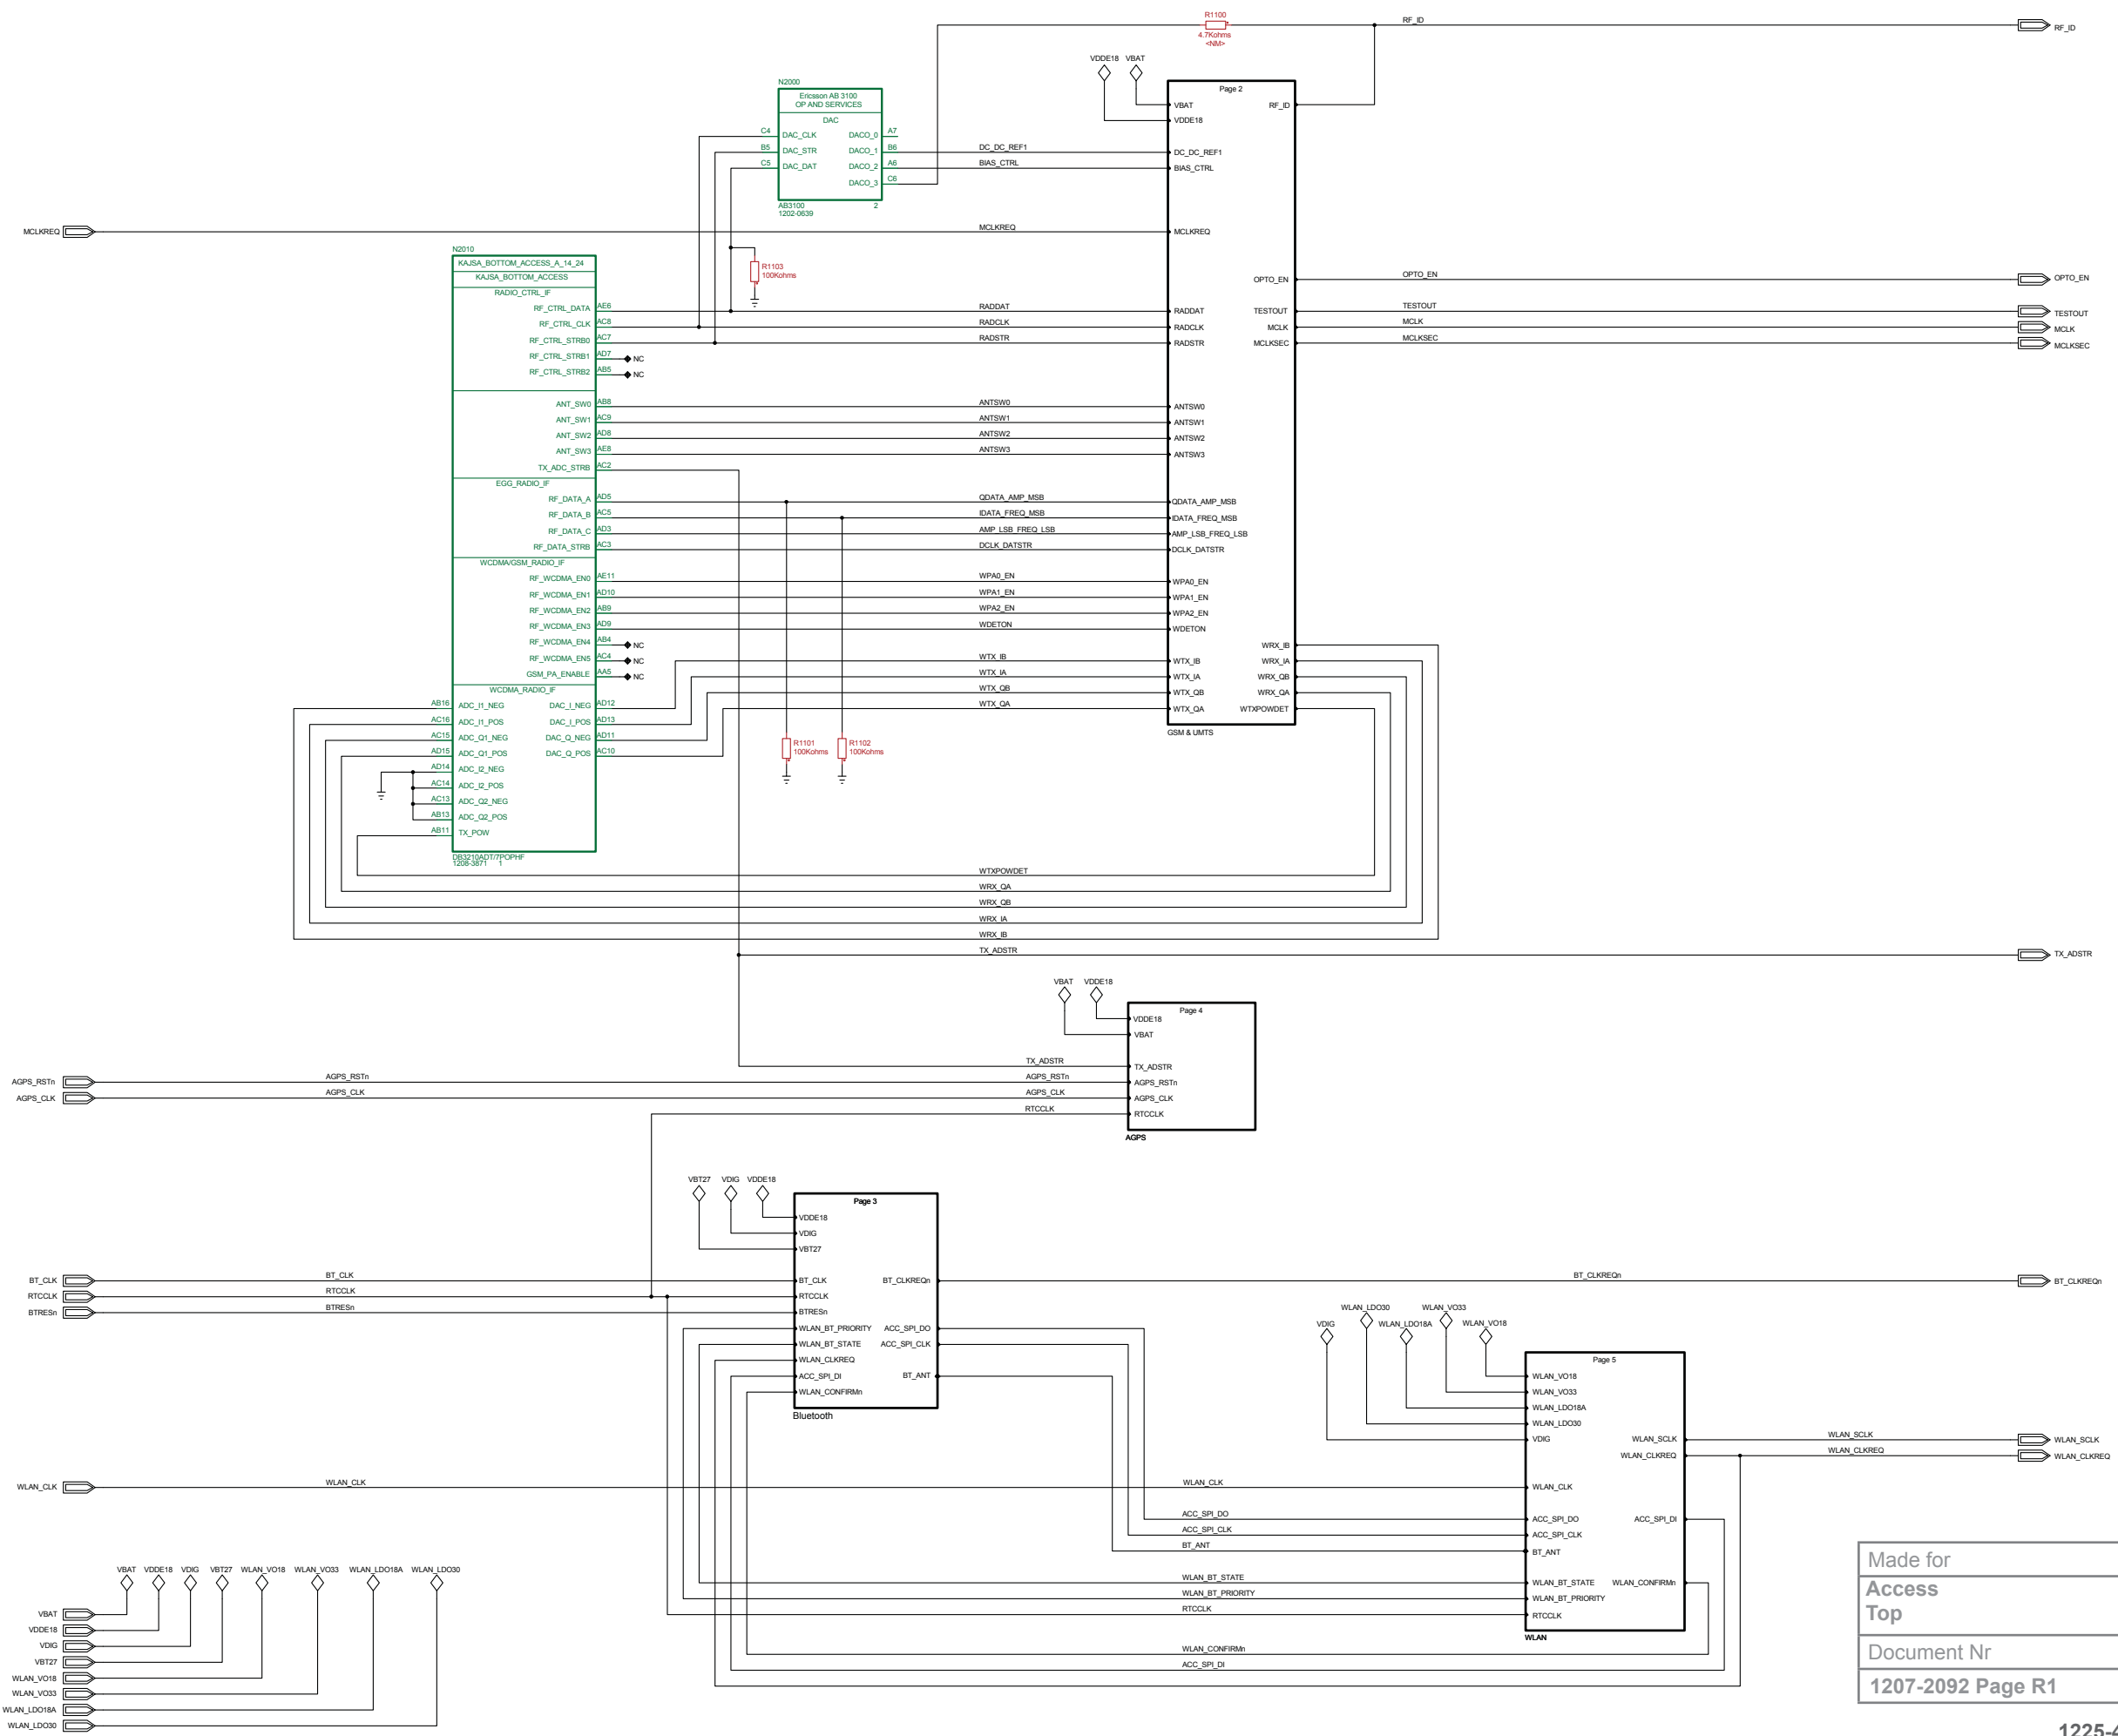 R1100
4.7Kohms
<NM>
RF_ID
RF_ID
VDDE18
VBAT
N2000
Ericsson AB 3100
OP AND SERVICES
DAC
C4 DAC_CLK DACO_0 A7
B5 DAC_STR DACO_1 B6
C5 DAC_DAT DACO_2 A6
DACO_3 C6
AB3100 2
1202-0639
DC_DC_REF1
BIAS_CTRL
Page 2
VBAT RF_ID
VDDE18
DC_DC_REF1
BIAS_CTRL
MCLKREQ
MCLKREQ
MCLKREQ
R1103
100Kohms
OPTO_EN
OPTO_EN
OPTO_EN
N2010
KAJSA_BOTTOM_ACCESS_A_14_24
KAJSA_BOTTOM_ACCESS
RADIO_CTRL_IF
RF_CTRL_DATA AE6 RADDAT RADDAT TESTOUT TESTOUT TESTOUT
RF_CTRL_CLK AC8 RADCLK RADCLK MCLK MCLK MCLK
RF_CTRL_STRB0 AC7 RADSTR RADSTR MCLKSEC MCLKSEC MCLKSEC
RF_CTRL_STRB1 AD7 NC
RF_CTRL_STRB2 AB5 NC
ANT_SW0 AB8 ANTSW0 ANTSW0
ANT_SW1 AC9 ANTSW1 ANTSW1
ANT_SW2 AD8 ANTSW2 ANTSW2
ANT_SW3 AE8 ANTSW3 ANTSW3
TX_ADC_STRB AC2
EGG_RADIO_IF
RF_DATA_A AD5 QDATA_AMP_MSB QDATA_AMP_MSB
RF_DATA_B AC5 IDATA_FREQ_MSB IDATA_FREQ_MSB
RF_DATA_C AD3 AMP_LSB_FREQ_LSB AMP_LSB_FREQ_LSB
RF_DATA_STRB AC3 DCLK_DATSTR DCLK_DATSTR
WCDMA/GSM_RADIO_IF
RF_WCDMA_EN0 AE11 WPA0_EN WPA0_EN
RF_WCDMA_EN1 AD10 WPA1_EN WPA1_EN
RF_WCDMA_EN2 AB9 WPA2_EN WPA2_EN
RF_WCDMA_EN3 AD9 WDETON WDETON
RF_WCDMA_EN4 AB4 NC WRX_IB
RF_WCDMA_EN5 AC4 NC WTX_IB WTX_IB WRX_IA
GSM_PA_ENABLE AA5 NC WTX_IA WTX_IA WRX_QB
WCDMA_RADIO_IF WTX_QB WTX_QB WRX_QA
AB16 ADC_I1_NEG DAC_I_NEG AD12 WTX_QA WTX_QA WTXPOWDET
AC16 ADC_I1_POS DAC_I_POS AD13
GSM & UMTS
AC15 ADC_Q1_NEG DAC_Q_NEG AD11
AD15 ADC_Q1_POS DAC_Q_POS AC10
R1101
100Kohms
R1102
100Kohms
AD14 ADC_I2_NEG
AC14 ADC_I2_POS
AC13 ADC_Q2_NEG
AB13 ADC_Q2_POS
AB11 TX_POW
DB3210ADT/7POPHF
1208-3871 1
WTXPOWDET
WRX_QA
WRX_QB
WRX_IA
WRX_IB
TX_ADSTR
TX_ADSTR
VBAT
VDDE18
Page 4
VDDE18
VBAT
TX_ADSTR TX_ADSTR
AGPS_RSTn AGPS_RSTn AGPS_RSTn AGPS_RSTn
AGPS_CLK AGPS_CLK AGPS_CLK AGPS_CLK
RTCCLK RTCCLK
AGPS
VBT27
VDIG
VDDE18
Page 3
VDDE18
VDIG
VBT27
BT_CLK BT_CLK BT_CLK BT_CLKREQn BT_CLKREQn BT_CLKREQn
RTCCLK RTCCLK RTCCLK
BTRESn BTRESn BTRESn
WLAN_BT_PRIORITY ACC_SPI_DO
WLAN_BT_STATE ACC_SPI_CLK
WLAN_CLKREQ
ACC_SPI_DI BT_ANT
WLAN_CONFIRMn
Bluetooth
VDIG
WLAN_LDO30
WLAN_LDO18A
WLAN_VO33
WLAN_VO18
Page 5
WLAN_VO18
WLAN_VO33
WLAN_LDO18A
WLAN_LDO30
VDIG WLAN_SCLK WLAN_SCLK WLAN_SCLK
WLAN_CLKREQ WLAN_CLKREQ WLAN_CLKREQ
WLAN_CLK WLAN_CLK WLAN_CLK WLAN_CLK
ACC_SPI_DO ACC_SPI_DO ACC_SPI_DI
ACC_SPI_CLK ACC_SPI_CLK
BT_ANT BT_ANT
WLAN_BT_STATE WLAN_BT_STATE WLAN_CONFIRMn
WLAN_BT_PRIORITY WLAN_BT_PRIORITY
RTCCLK RTCCLK
WLAN
WLAN_CONFIRMn
ACC_SPI_DI
VBAT VDDE18 VDIG VBT27 WLAN_VO18 WLAN_VO33 WLAN_LDO18A WLAN_LDO30
VBAT
VDDE18
VDIG
VBT27
WLAN_VO18
WLAN_VO33
WLAN_LDO18A
WLAN_LDO30
Made for
Access
Top
Document Nr
1207-2092 Page R1
1225-4